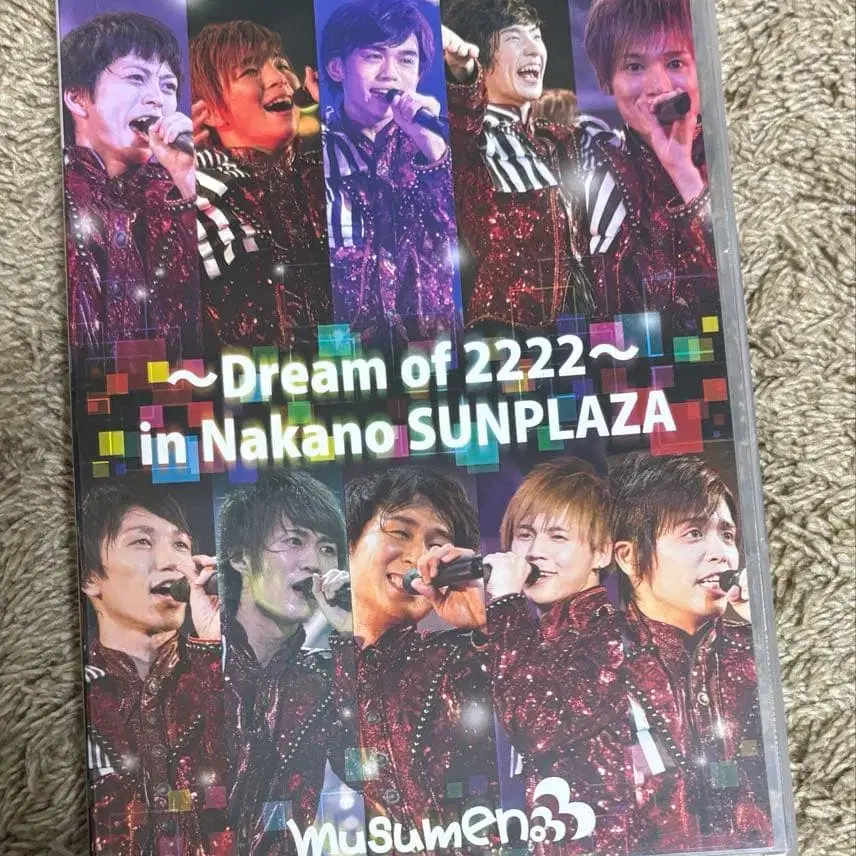 ～Dream of 2222～
in Nakano SUNPLAZA
musumen